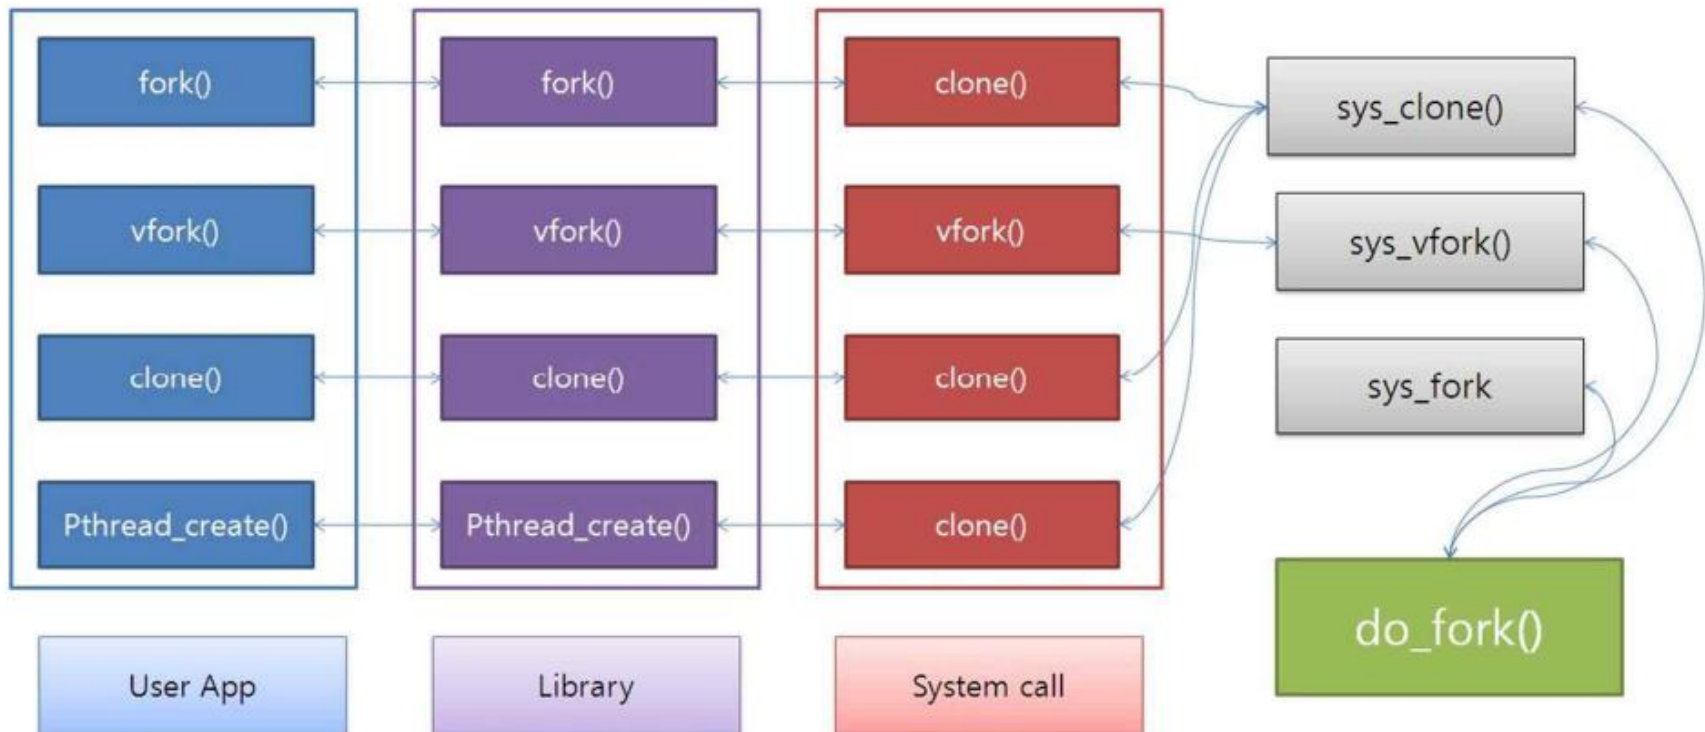 fork()
fork()
clone()
sys_clone()
vfork()
vfork()
vfork()
sys_vfork()
clone()
clone()
clone()
sys_fork
Pthread_create()
Pthread_create()
clone()
do_fork()
User App
Library
System call